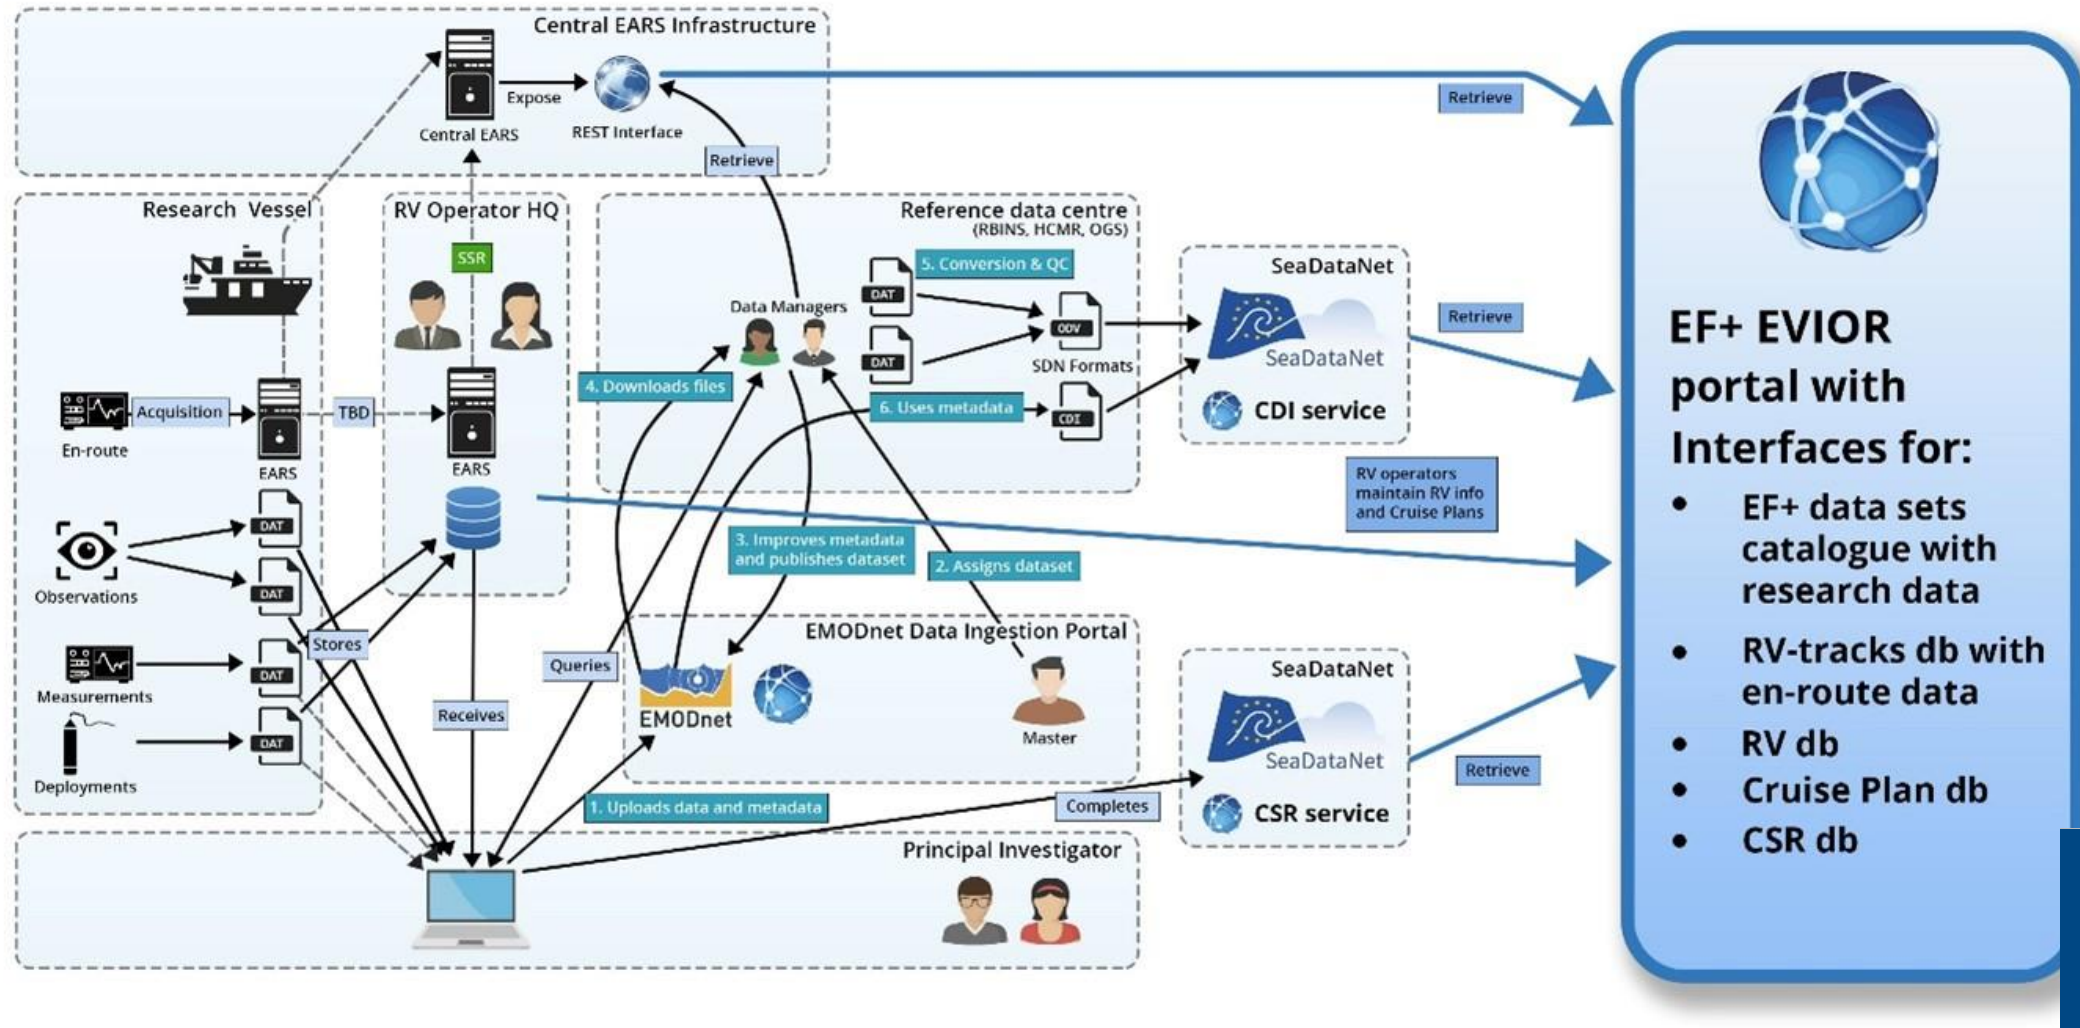 Central EARS Infrastructure
Expose
Central EARS
REST Interface
Retrieve
Retrieve
Research Vessel
RV Operator HQ
SSR
Reference data centre
(RBINS, HCMR, OGS)
5. Conversion & QC
DAT
DAT
ODV
SDN Formats
Data Managers
4. Downloads files
6. Uses metadata
CDI
SeaDataNet
SeaDataNet
CDI service
Retrieve
Acquisition
En-route
EARS
TBD
EARS
RV operators
maintain RV info
and Cruise Plans
DAT
Observations
DAT
3. Improves metadata
and publishes dataset
2. Assigns dataset
Stores
DAT
Measurements
DAT
Deployments
Receives
Queries
EMODnet Data Ingestion Portal
EMODnet
Master
SeaDataNet
SeaDataNet
CSR service
Retrieve
1. Uploads data and metadata
Completes
Principal Investigator
EF+ EVIOR
portal with
Interfaces for:
• EF+ data sets
catalogue with
research data
• RV-tracks db with
en-route data
• RV db
• Cruise Plan db
• CSR db